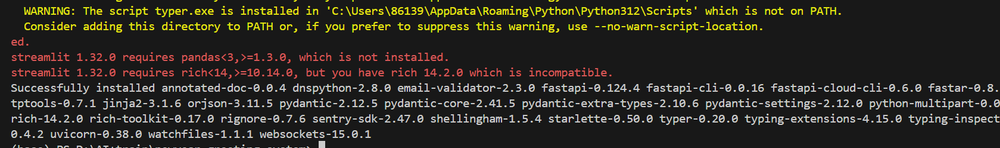 WARNING: The script typer.exe is installed in 'C:\Users\86139\AppData\Roaming\Python\Python312\Scripts' which is not on PATH.
Consider adding this directory to PATH or, if you prefer to suppress this warning, use --no-warn-script-location.
ed.
streamlit 1.32.0 requires pandas<3,>=1.3.0, which is not installed.
streamlit 1.32.0 requires rich<14,>=10.14.0, but you have rich 14.2.0 which is incompatible.
Successfully installed annotated-doc-0.0.4 dnspython-2.8.0 email-validator-2.3.0 fastapi-0.124.4 fastapi-cli-0.0.16 fastapi-cloud-cli-0.6.0 fastar-0.8.
tptools-0.7.1 jinja2-3.1.6 orjson-3.11.5 pydantic-2.12.5 pydantic-core-2.41.5 pydantic-extra-types-2.10.6 pydantic-settings-2.12.0 python-multipart-0.0
rich-14.2.0 rich-toolkit-0.17.0 rignore-0.7.6 sentry-sdk-2.47.0 shellingham-1.5.4 starlette-0.50.0 typer-0.20.0 typing-extensions-4.15.0 typing-inspect
0.4.2 uvicorn-0.38.0 watchfiles-1.1.1 websockets-15.0.1